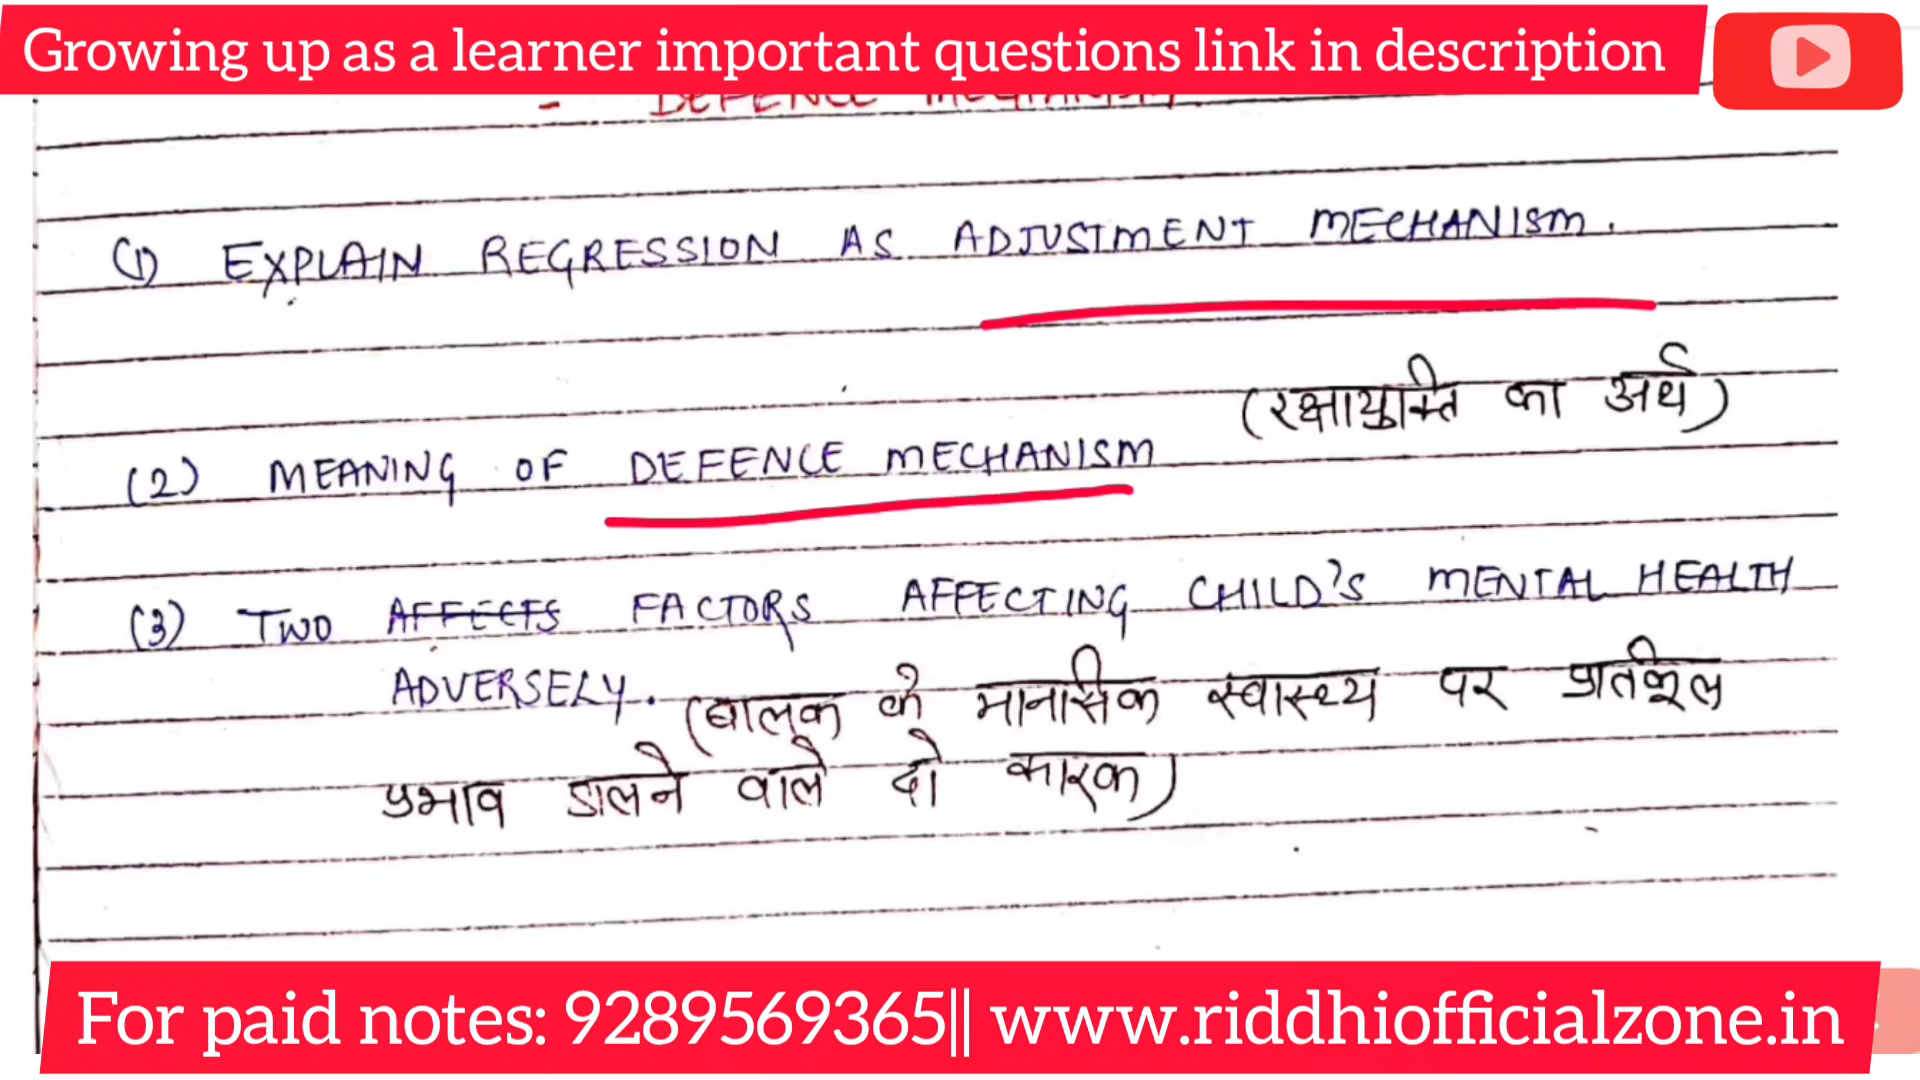 Growing up as a learner important questions link in description
- DEFENCE MECHANISM
(1) EXPLAIN REGRESSION AS ADJUSTMENT MECHANISM.
(रक्षायुक्ति का अर्थ)
(2) MEANING OF DEFENCE MECHANISM
(3) TWO AFFECTS FACTORS AFFECTING CHILD'S MENTAL HEALTH
ADVERSELY. (बालक के मानसिक स्वास्थ्य पर प्रतिकूल
प्रभाव डालने वाले दो कारक)
For paid notes: 9289569365|| www.riddhiofficialzone.in